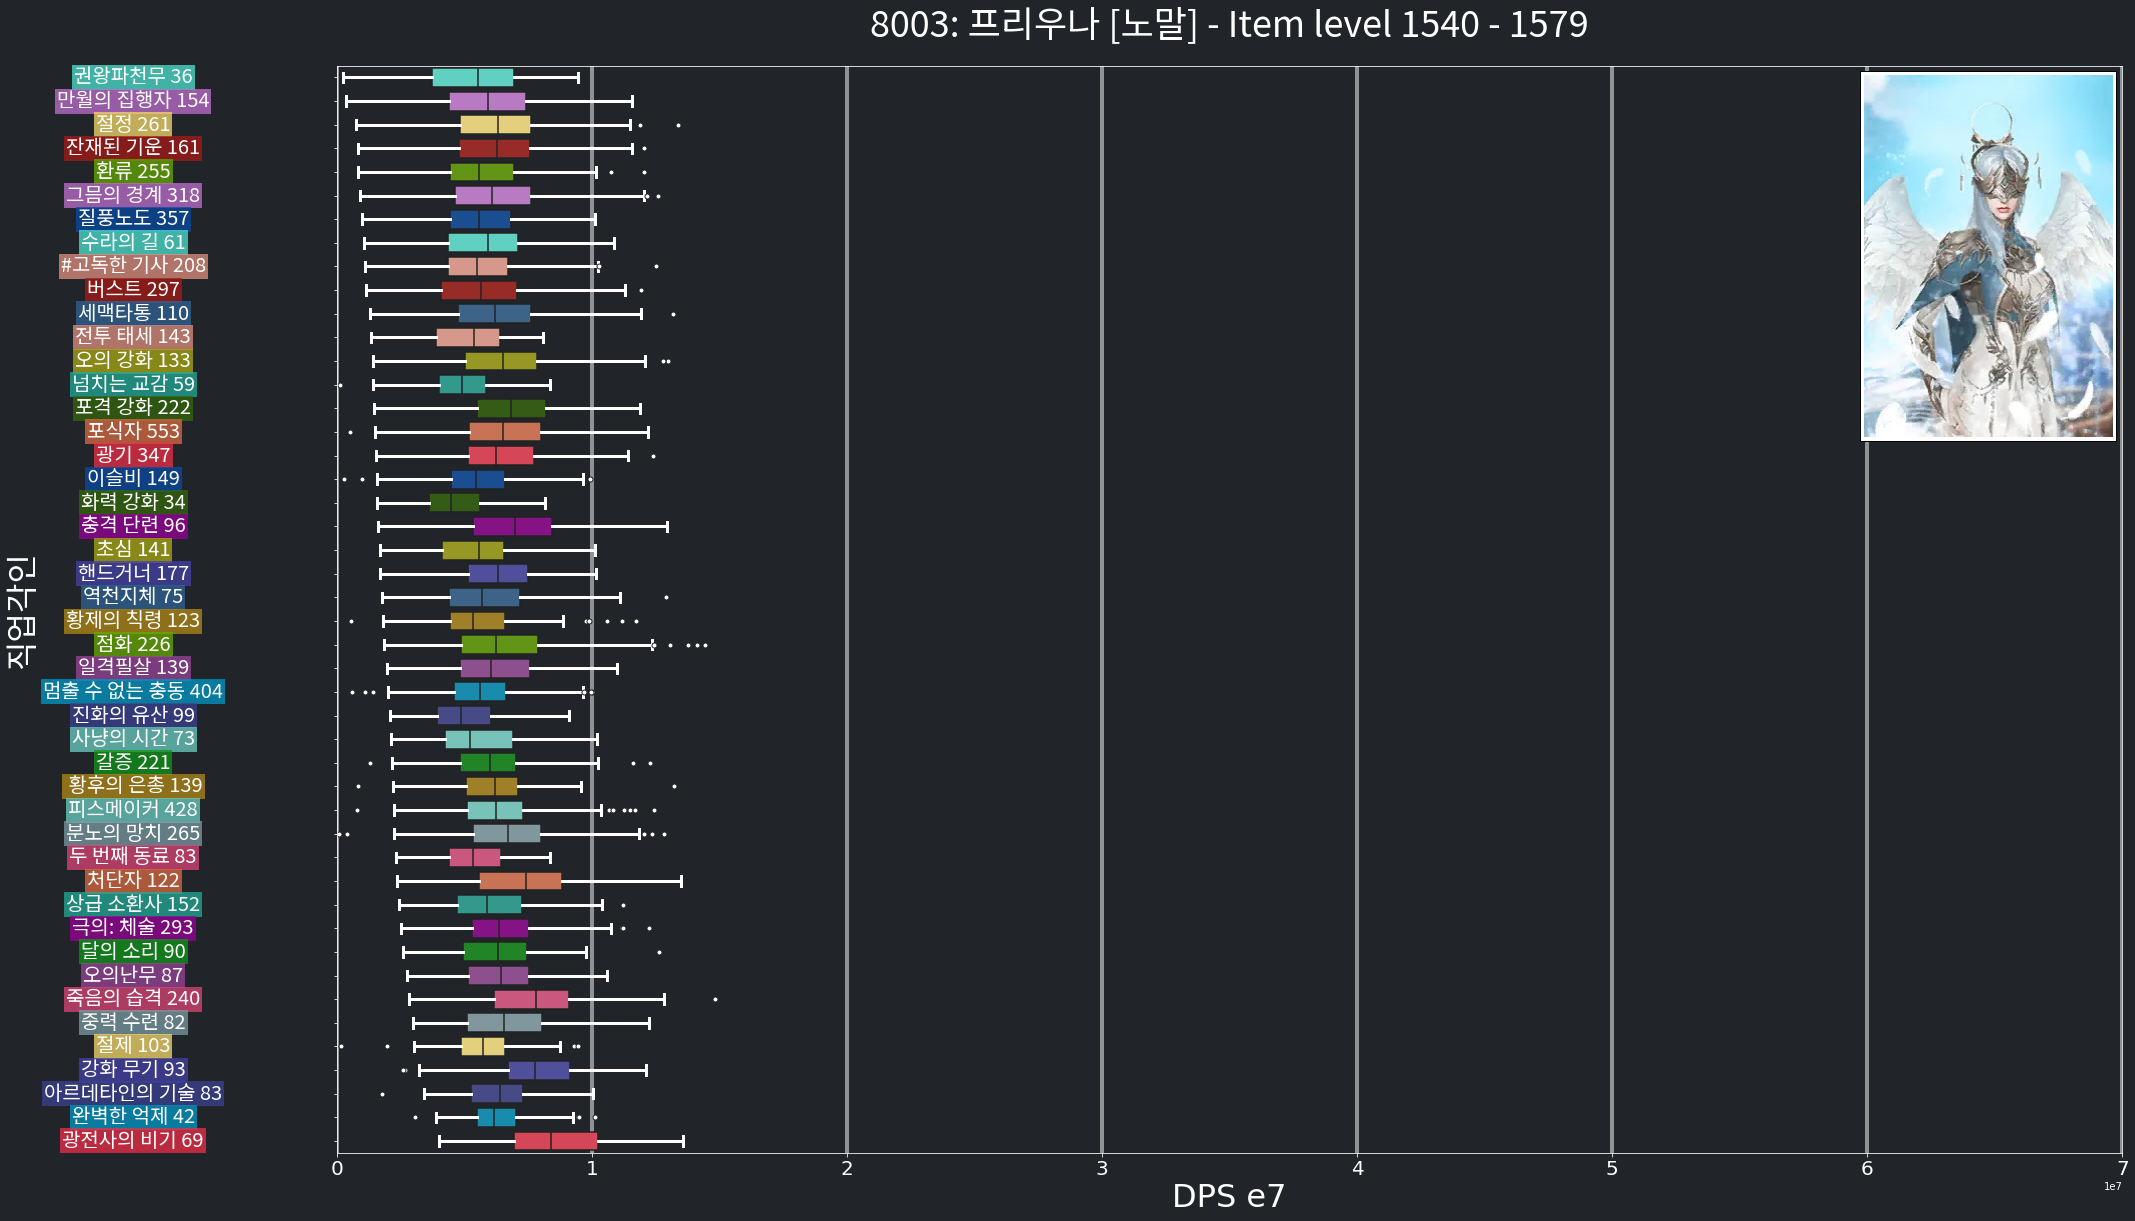 8003: 프리우나 [노말] - Item level 1540 - 1579
권왕파천무 36
만월의 집행자 154
절정 261
잔재된 기운 161
환류 255
그믐의 경계 318
질풍노도 357
수라의 길 61
#고독한 기사 208
버스트 297
세맥타통 110
전투 태세 143
오의 강화 133
넘치는 교감 59
포격 강화 222
포식자 553
광기 347
이슬비 149
화력 강화 34
충격 단련 96
초심 141
핸드거너 177
역천지체 75
황제의 칙령 123
점화 226
일격필살 139
멈출 수 없는 충동 404
진화의 유산 99
사냥의 시간 73
갈증 221
황후의 은총 139
피스메이커 428
분노의 망치 265
두 번째 동료 83
처단자 122
상급 소환사 152
극의: 체술 293
달의 소리 90
오의난무 87
죽음의 습격 240
중력 수련 82
절제 103
강화 무기 93
아르데타인의 기술 83
완벽한 억제 42
광전사의 비기 69
직업각인
0 1 2 3 4 5 6 7
1e7
DPS e7